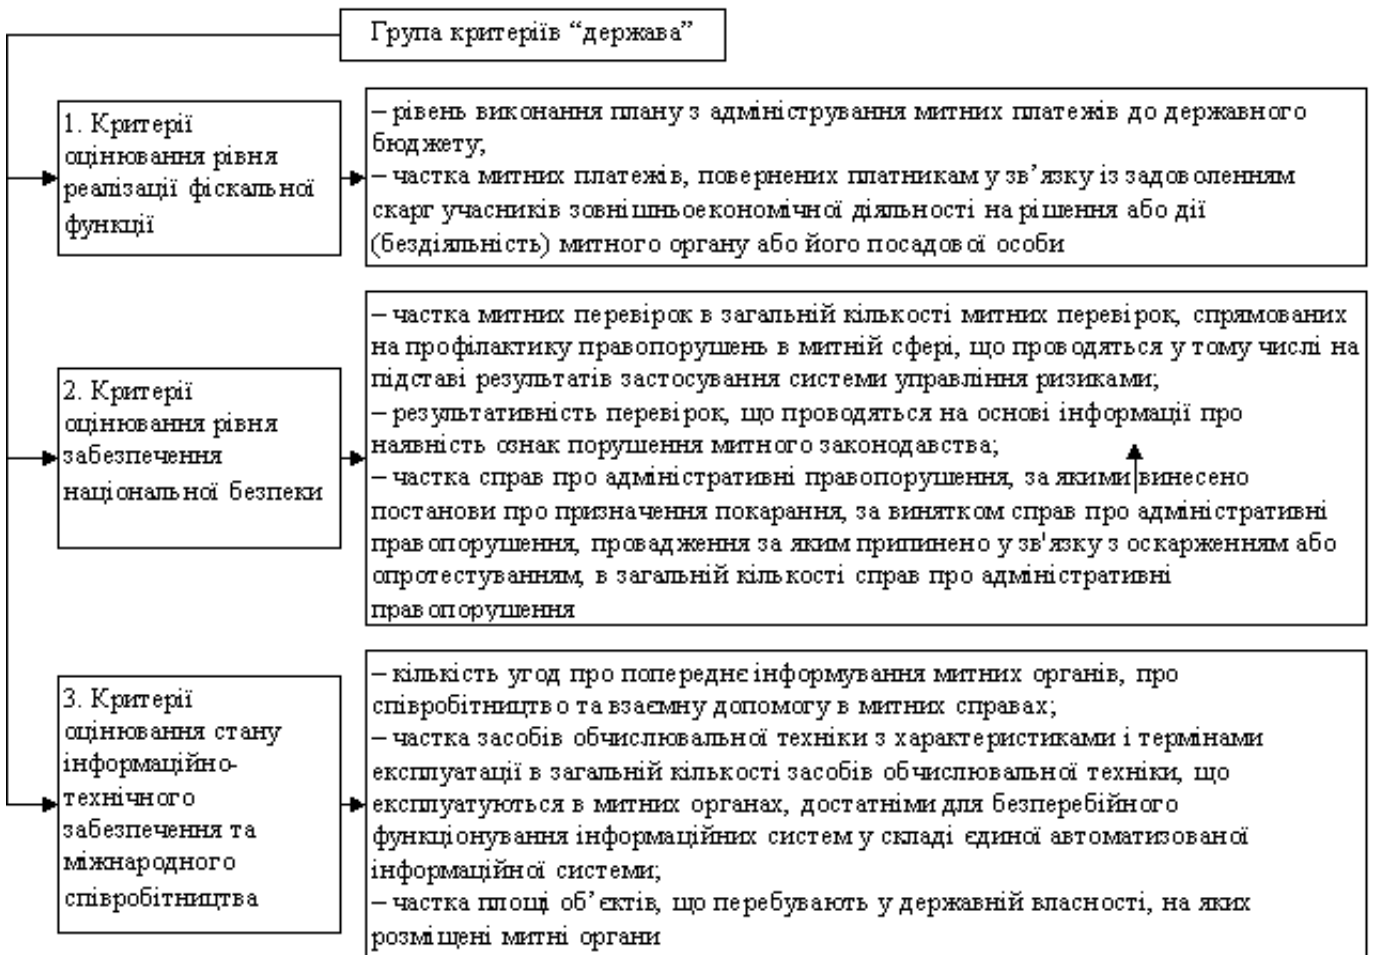 Група критеріїв “держава”
1. Критерії
оцінювання рівня
реалізації фіскальної
функції
– рівень виконання плану з адміністрування митних платежів до державного
бюджету;
– частка митних платежів, повернених платникам у зв’язку із задоволенням
скарг учасників зовнішньоекономічної діяльності на рішення або дії
(бездіяльність) митного органу або його посадової особи
2. Критерії
оцінювання рівня
забезпечення
національної безпеки
– частка митних перевірок в загальній кількості митних перевірок, спрямованих
на профілактику правопорушень в митній сфері, що проводяться у тому числі на
підставі результатів застосування системи управління ризиками;
– результативність перевірок, що проводяться на основі інформації про
наявність ознак порушення митного законодавства;
– частка справ про адміністративні правопорушення, за якими винесено
постанови про призначення покарання, за винятком справ про адміністративні
правопорушення, провадження за яким припинено у зв'язку з оскарженням або
опротестуванням, в загальній кількості справ про адміністративні
правопорушення
3. Критерії
оцінювання стану
інформаційно-
технічного
забезпечення та
міжнародного
співробітництва
– кількість угод про попереднє інформування митних органів, про
співробітництво та взаємну допомогу в митних справах;
– частка засобів обчислювальної техніки з характеристиками і термінами
експлуатації в загальній кількості засобів обчислювальної техніки, що
експлуатуються в митних органах, достатніми для безперебійного
функціонування інформаційних систем у складі єдиної автоматизованої
інформаційної системи;
– частка площі об’єктів, що перебувають у державній власності, на яких
розміщені митні органи